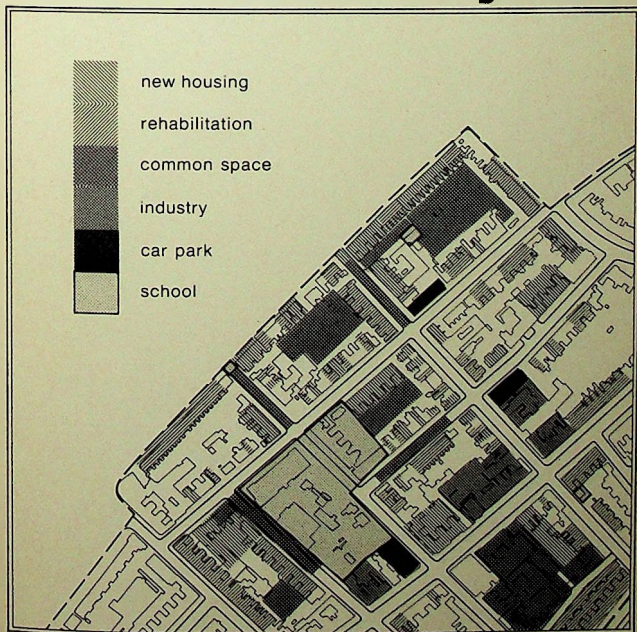 new housing
rehabilitation
common space
industry
car park
school